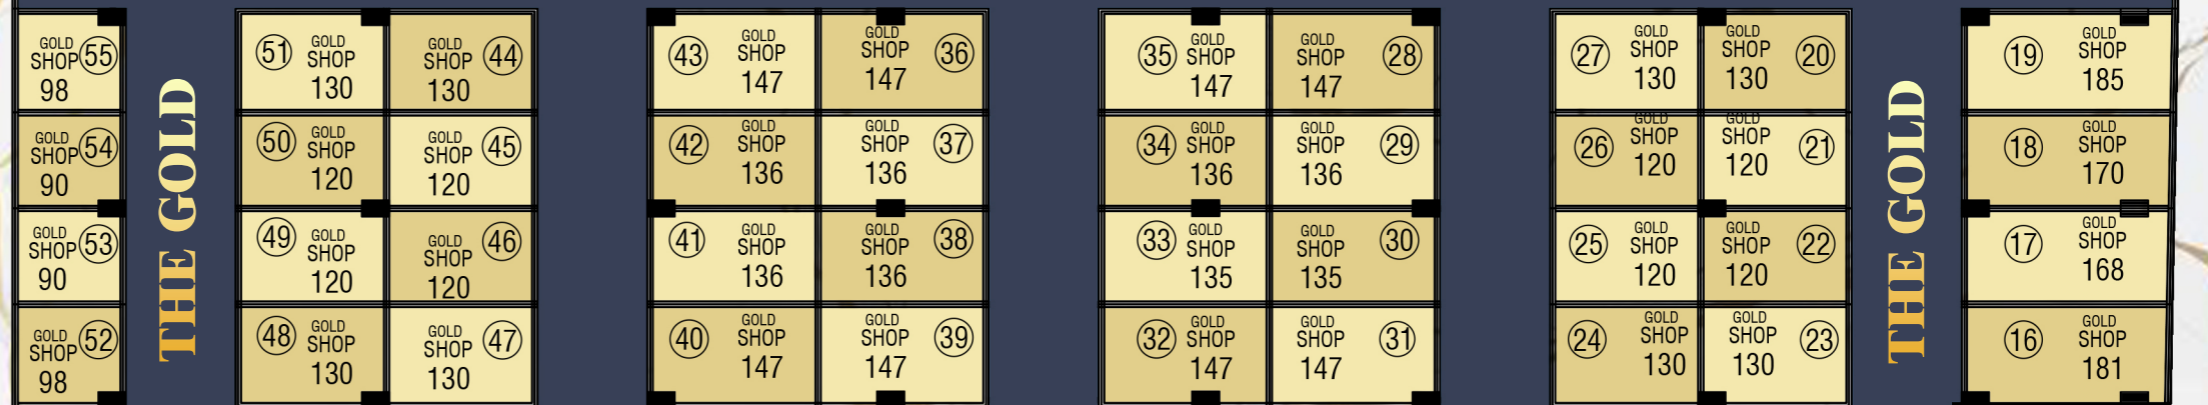 GOLD
SHOP 55
98
GOLD
SHOP 54
90
GOLD
SHOP 53
90
GOLD
SHOP 52
98
THE GOLD
51 GOLD
SHOP
130
GOLD 44
SHOP
130
50 GOLD
SHOP
120
GOLD 45
SHOP
120
49 GOLD
SHOP
120
GOLD 46
SHOP
120
48 GOLD
SHOP
130
GOLD 47
SHOP
130
43 GOLD
SHOP
147
GOLD 36
SHOP
147
42 GOLD
SHOP
136
GOLD 37
SHOP
136
41 GOLD
SHOP
136
GOLD 38
SHOP
136
40 GOLD
SHOP
147
GOLD 39
SHOP
147
35 GOLD
SHOP
147
GOLD 28
SHOP
147
34 GOLD
SHOP
136
GOLD 29
SHOP
136
33 GOLD
SHOP
135
GOLD 30
SHOP
135
32 GOLD
SHOP
147
GOLD 31
SHOP
147
27 GOLD
SHOP
130
GOLD 20
SHOP
130
26 GOLD
SHOP
120
GOLD 21
SHOP
120
25 GOLD
SHOP
120
GOLD 22
SHOP
120
24 GOLD
SHOP
130
GOLD 23
SHOP
130
THE GOLD
19 GOLD
SHOP
185
18 GOLD
SHOP
170
17 GOLD
SHOP
168
16 GOLD
SHOP
181